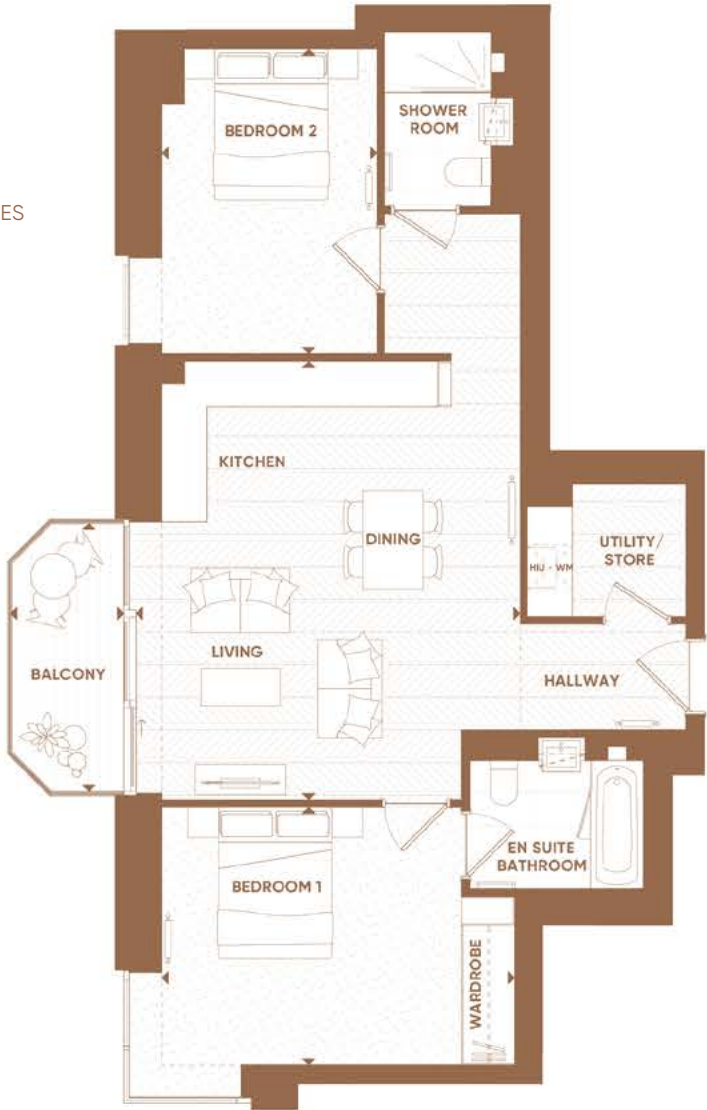 SHOWER
ROOM
BEDROOM 2
ES
KITCHEN
DINING
UTILITY/
STORE
HIU - WM
LIVING
BALCONY
HALLWAY
EN SUITE
BATHROOM
BEDROOM 1
WARDROBE